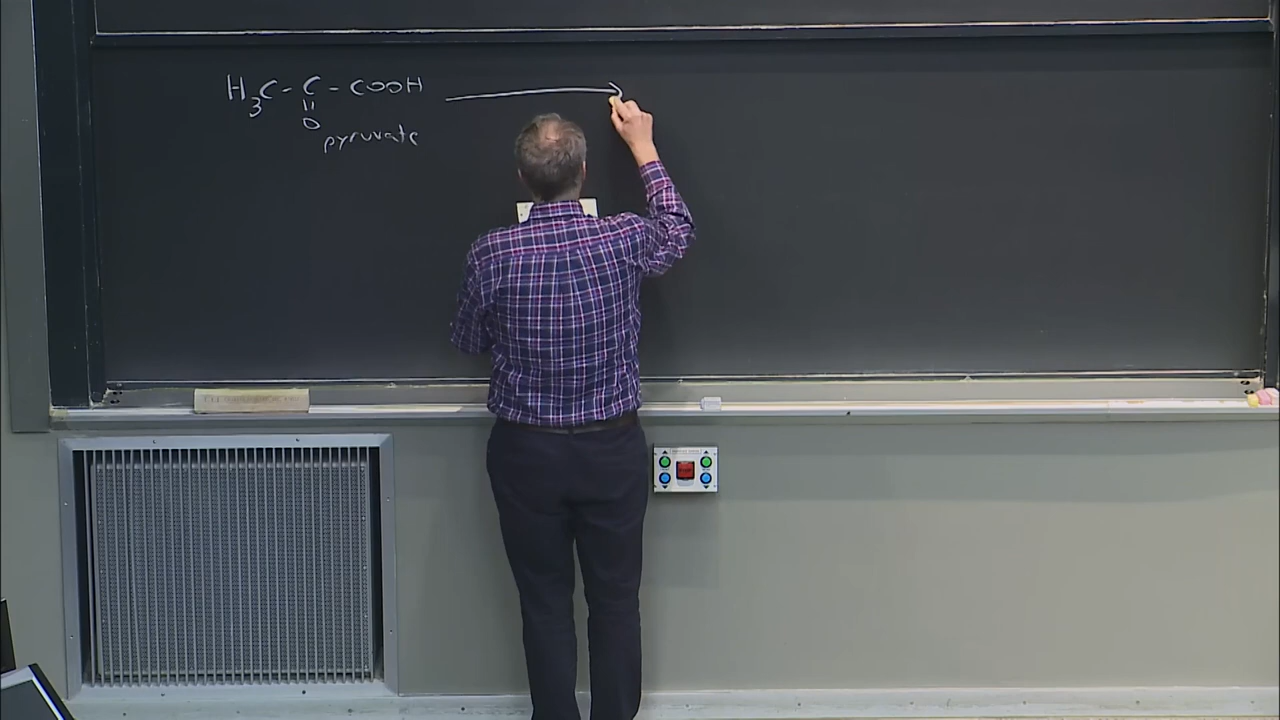 H₃C-C-COOH
=
O
pyruvate